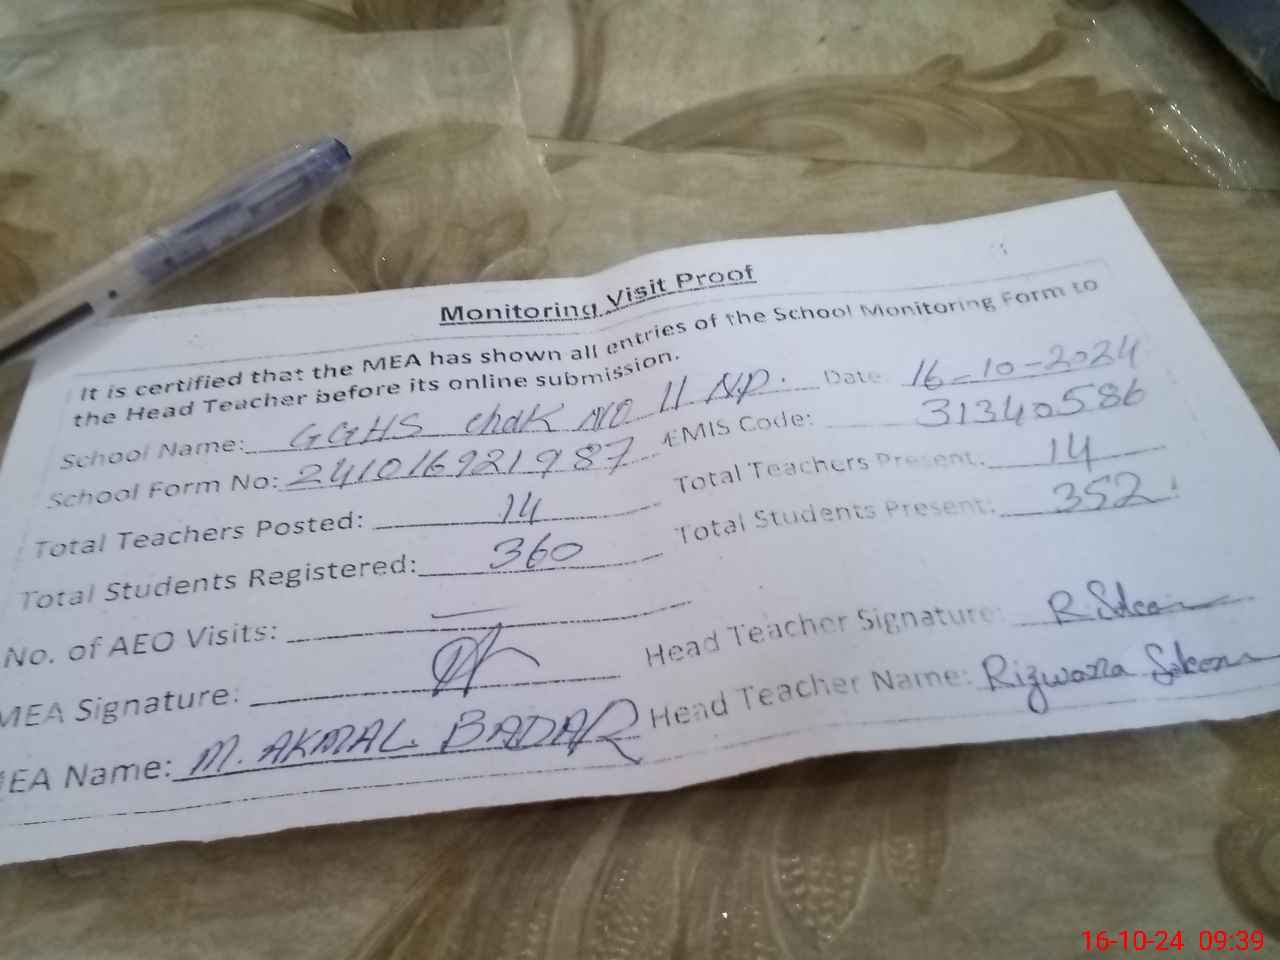 Monitoring Visit Proof
It is certified that the MEA has shown all entries of the School Monitoring Form to
the Head Teacher before its online submission.
School Name: GGHS chak NO 11 NP. Date: 16-10-2024
School Form No: 241016921987 EMIS Code: 31340586
Total Teachers Posted: 14 Total Teachers Present: 14
Total Students Registered: 360 Total Students Present: 352
No. of AEO Visits: —
MEA Signature: Head Teacher Signature:
MEA Name: M. AKMAL BADAR Head Teacher Name: Rizwana
16-10-24 09:39